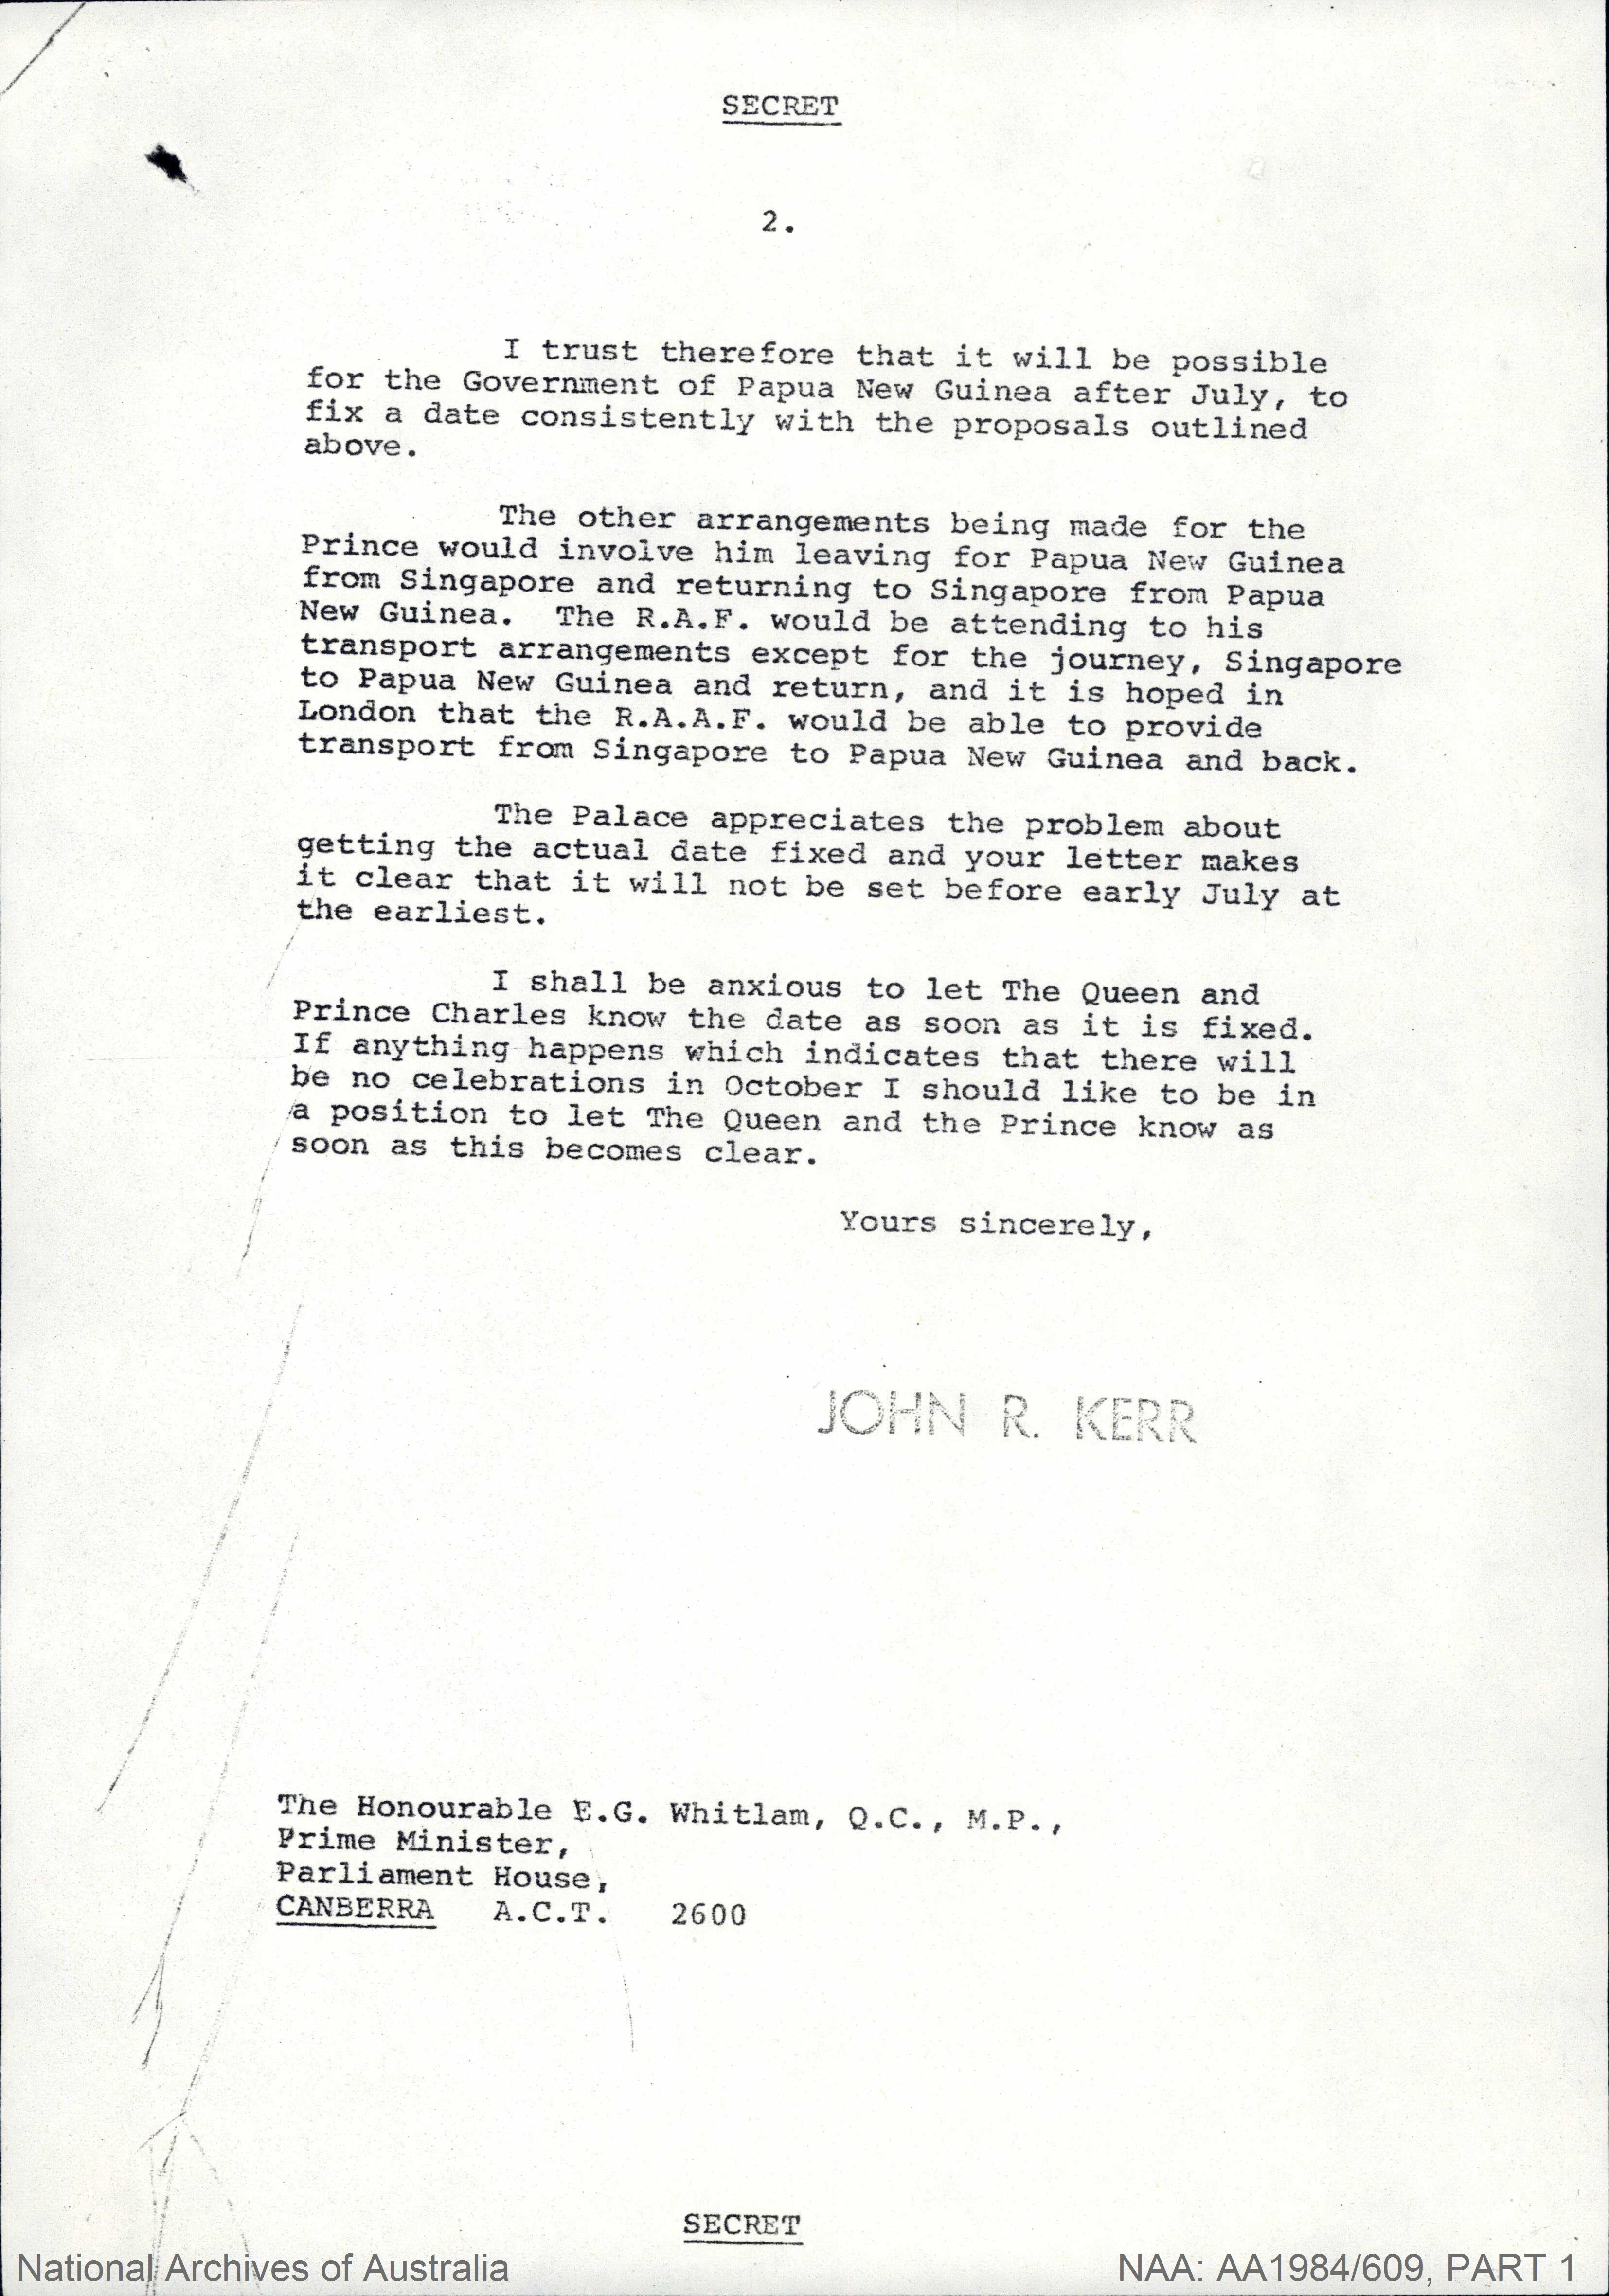 SECRET
2.
I trust therefore that it will be possible
for the Government of Papua New Guinea after July, to
fix a date consistently with the proposals outlined
above.
The other arrangements being made for the
Prince would involve him leaving for Papua New Guinea
from Singapore and returning to Singapore from Papua
New Guinea. The R.A.F. would be attending to his
transport arrangements except for the journey, Singapore
to Papua New Guinea and return, and it is hoped in
London that the R.A.A.F. would be able to provide
transport from Singapore to Papua New Guinea and back.
The Palace appreciates the problem about
getting the actual date fixed and your letter makes
it clear that it will not be set before early July at
the earliest.
I shall be anxious to let The Queen and
Prince Charles know the date as soon as it is fixed.
If anything happens which indicates that there will
be no celebrations in October I should like to be in
a position to let The Queen and the Prince know as
soon as this becomes clear.
Yours sincerely,
JOHN R. KERR
The Honourable E.G. Whitlam, Q.C., M.P.,
Prime Minister,
Parliament House,
CANBERRA A.C.T. 2600
SECRET
National Archives of Australia
NAA: AA1984/609, PART 1